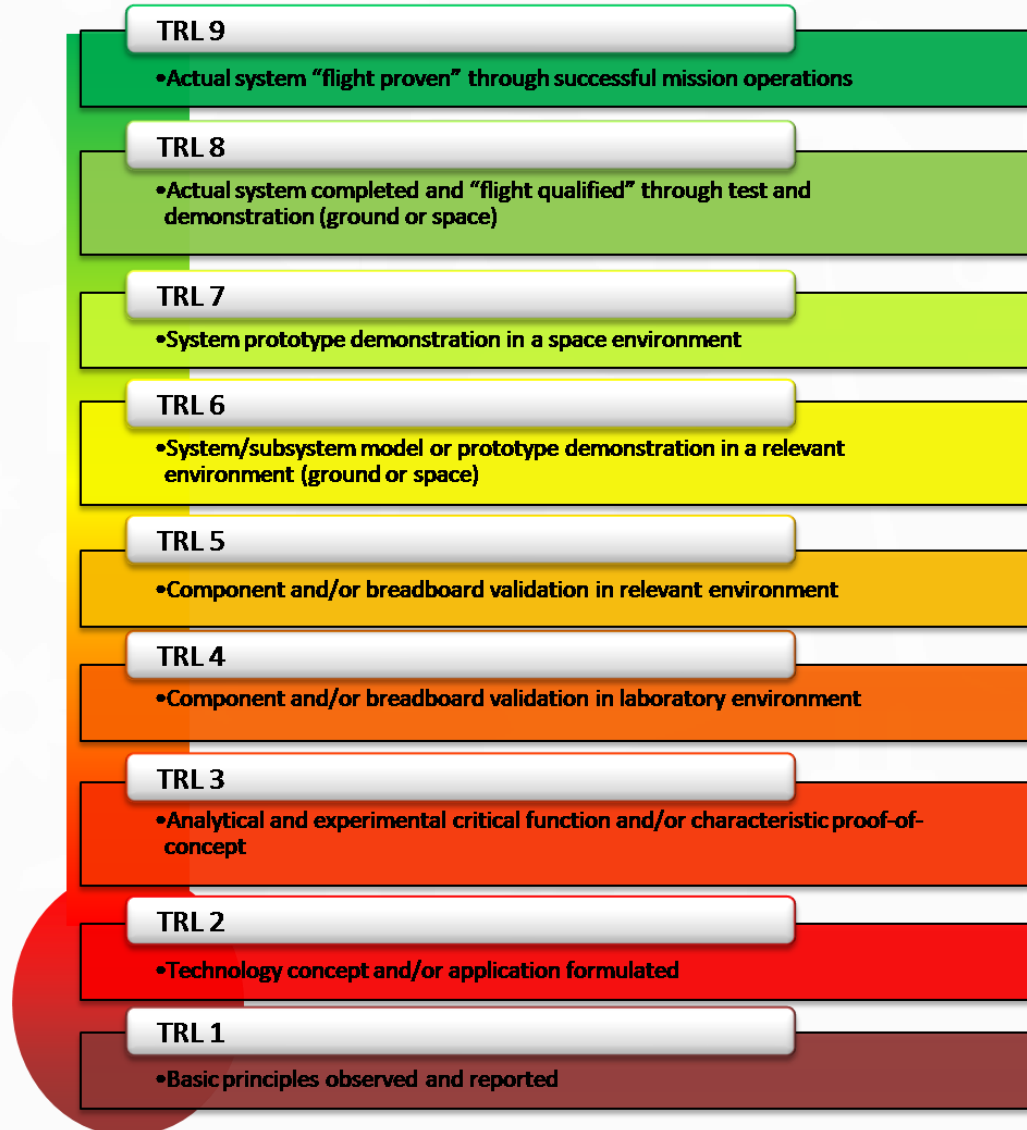 TRL 9
•Actual system “flight proven” through successful mission operations
TRL 8
•Actual system completed and “flight qualified” through test and
demonstration (ground or space)
TRL 7
•System prototype demonstration in a space environment
TRL 6
•System/subsystem model or prototype demonstration in a relevant
environment (ground or space)
TRL 5
•Component and/or breadboard validation in relevant environment
TRL 4
•Component and/or breadboard validation in laboratory environment
TRL 3
•Analytical and experimental critical function and/or characteristic proof-of-
concept
TRL 2
•Technology concept and/or application formulated
TRL 1
•Basic principles observed and reported